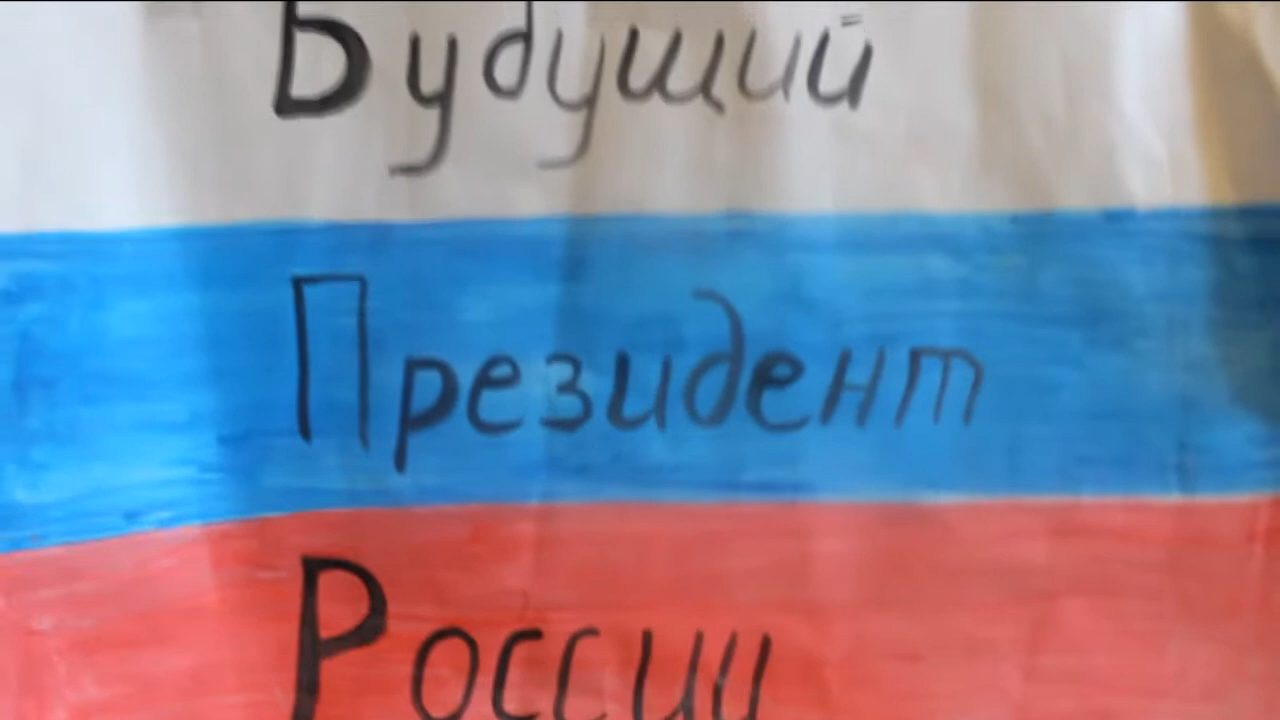 Будущий
Президент
России